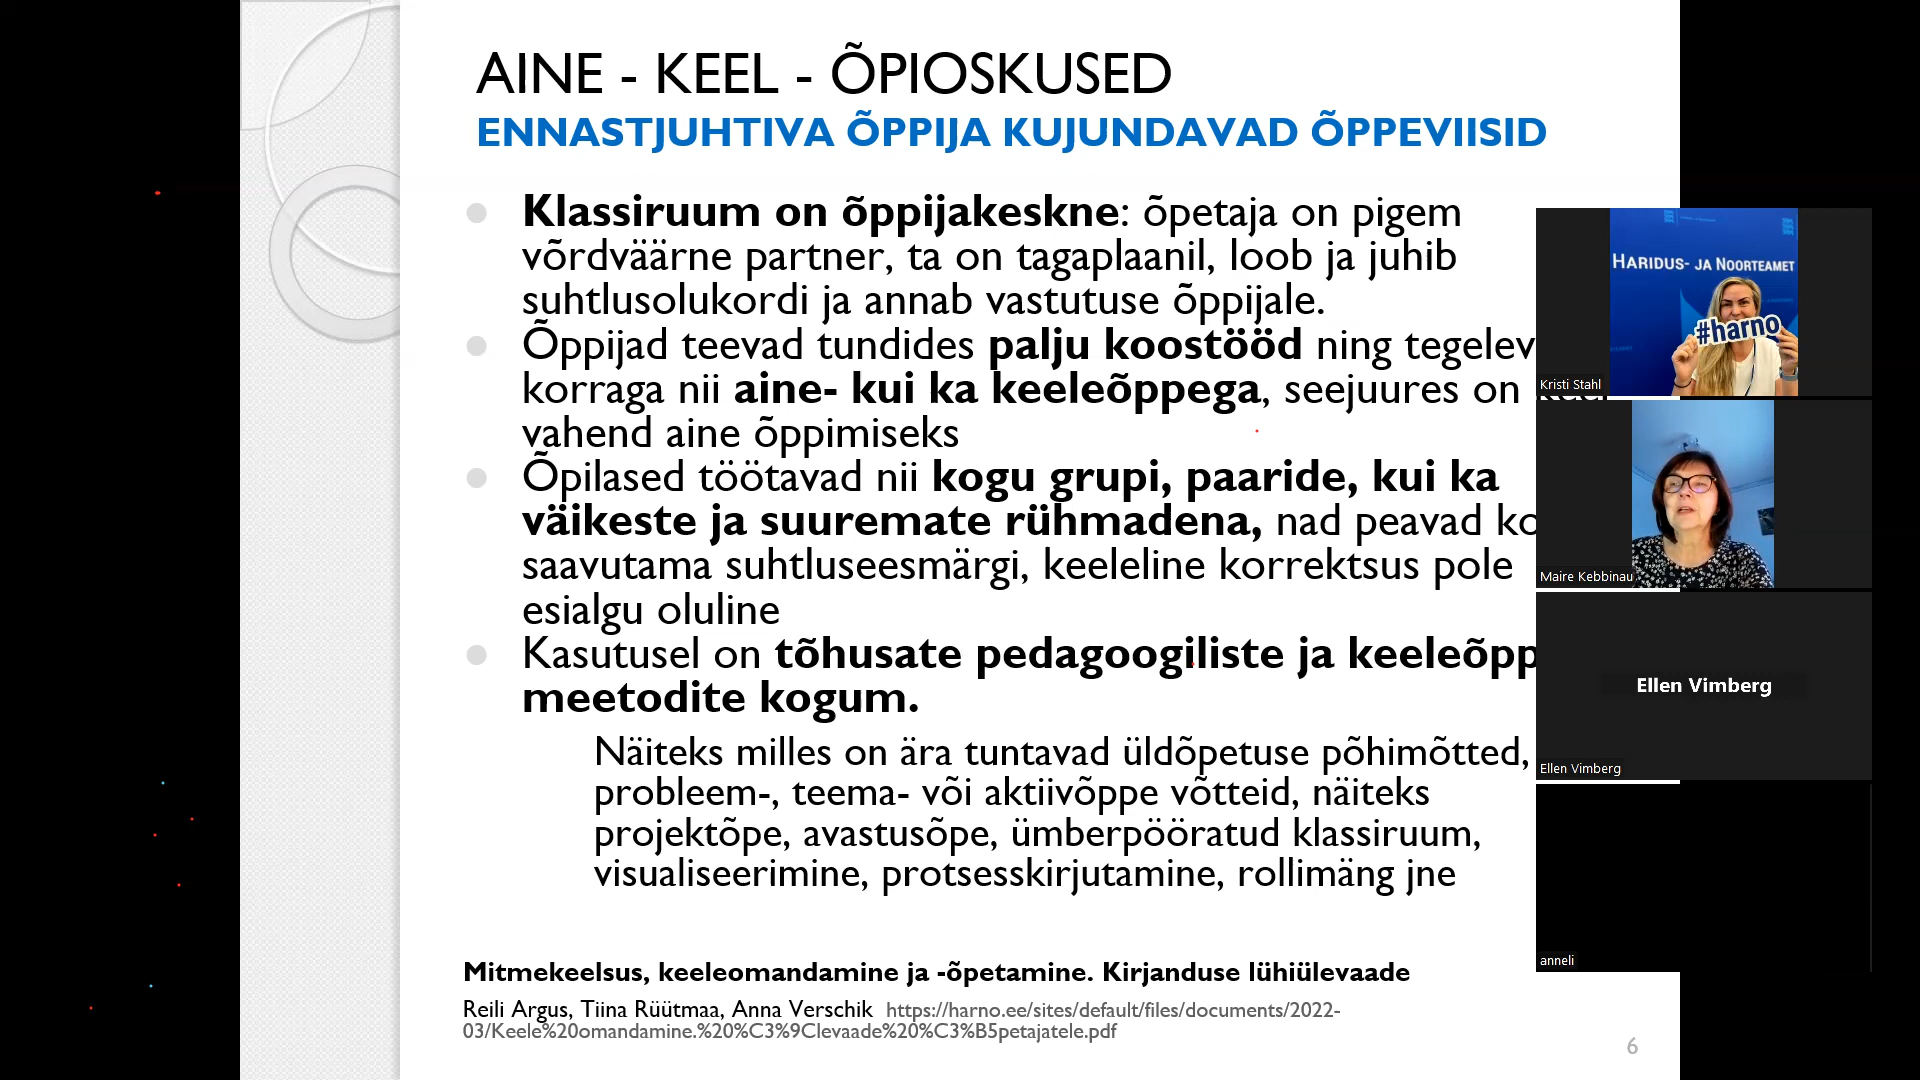 AINE - KEEL - ÕPIOSKUSED
ENNASTJUHTIVA ÕPPIJA KUJUNDAVAD ÕPPEVIISID
Klassiruum on õppijakeskne: õpetaja on pigem
võrdväärne partner, ta on tagaplaanil, loob ja juhib
suhtlusolukordi ja annab vastutuse õppijale.
Õppijad teevad tundides palju koostööd ning tegelev
korraga nii aine- kui ka keeleõppega, seejuures on
vahend aine õppimiseks
Õpilased töötavad nii kogu grupi, paaride, kui ka
väikeste ja suuremate rühmadena, nad peavad ko
saavutama suhtluseesmärgi, keeleline korrektsus pole
esialgu oluline
Kasutusel on tõhusate pedagoogiliste ja keeleõpp
meetodite kogum.
Näiteks milles on ära tuntavad üldõpetuse põhimõtted,
probleem-, teema- või aktiivõppe võtteid, näiteks
projektõpe, avastusõpe, ümberpööratud klassiruum,
visualiseerimine, protsesskirjutamine, rollimäng jne
Mitmekeelsus, keeleomandamine ja -õpetamine. Kirjanduse lühiülevaade
Reili Argus, Tiina Rüütmaa, Anna Verschik https://harno.ee/sites/default/files/documents/2022-
03/Keele%20omandamine.%20%C3%9Clevaade%20%C3%B5petajatele.pdf
6
HARIDUS- JA NOORTEAMET
#harno
Kristi Stahl
Maire Kebbinau
Ellen Vimberg
Ellen Vimberg
anneli